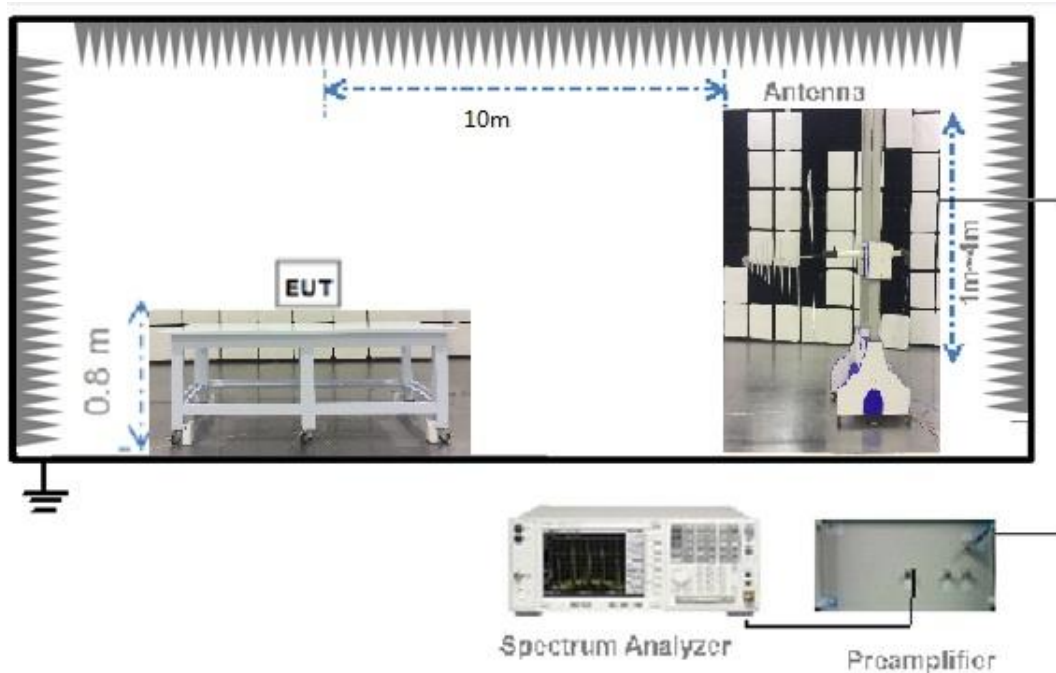 Antenna
10m
1m~4m
EUT
0.8 m
Spectrum Analyzer
Preamplifier